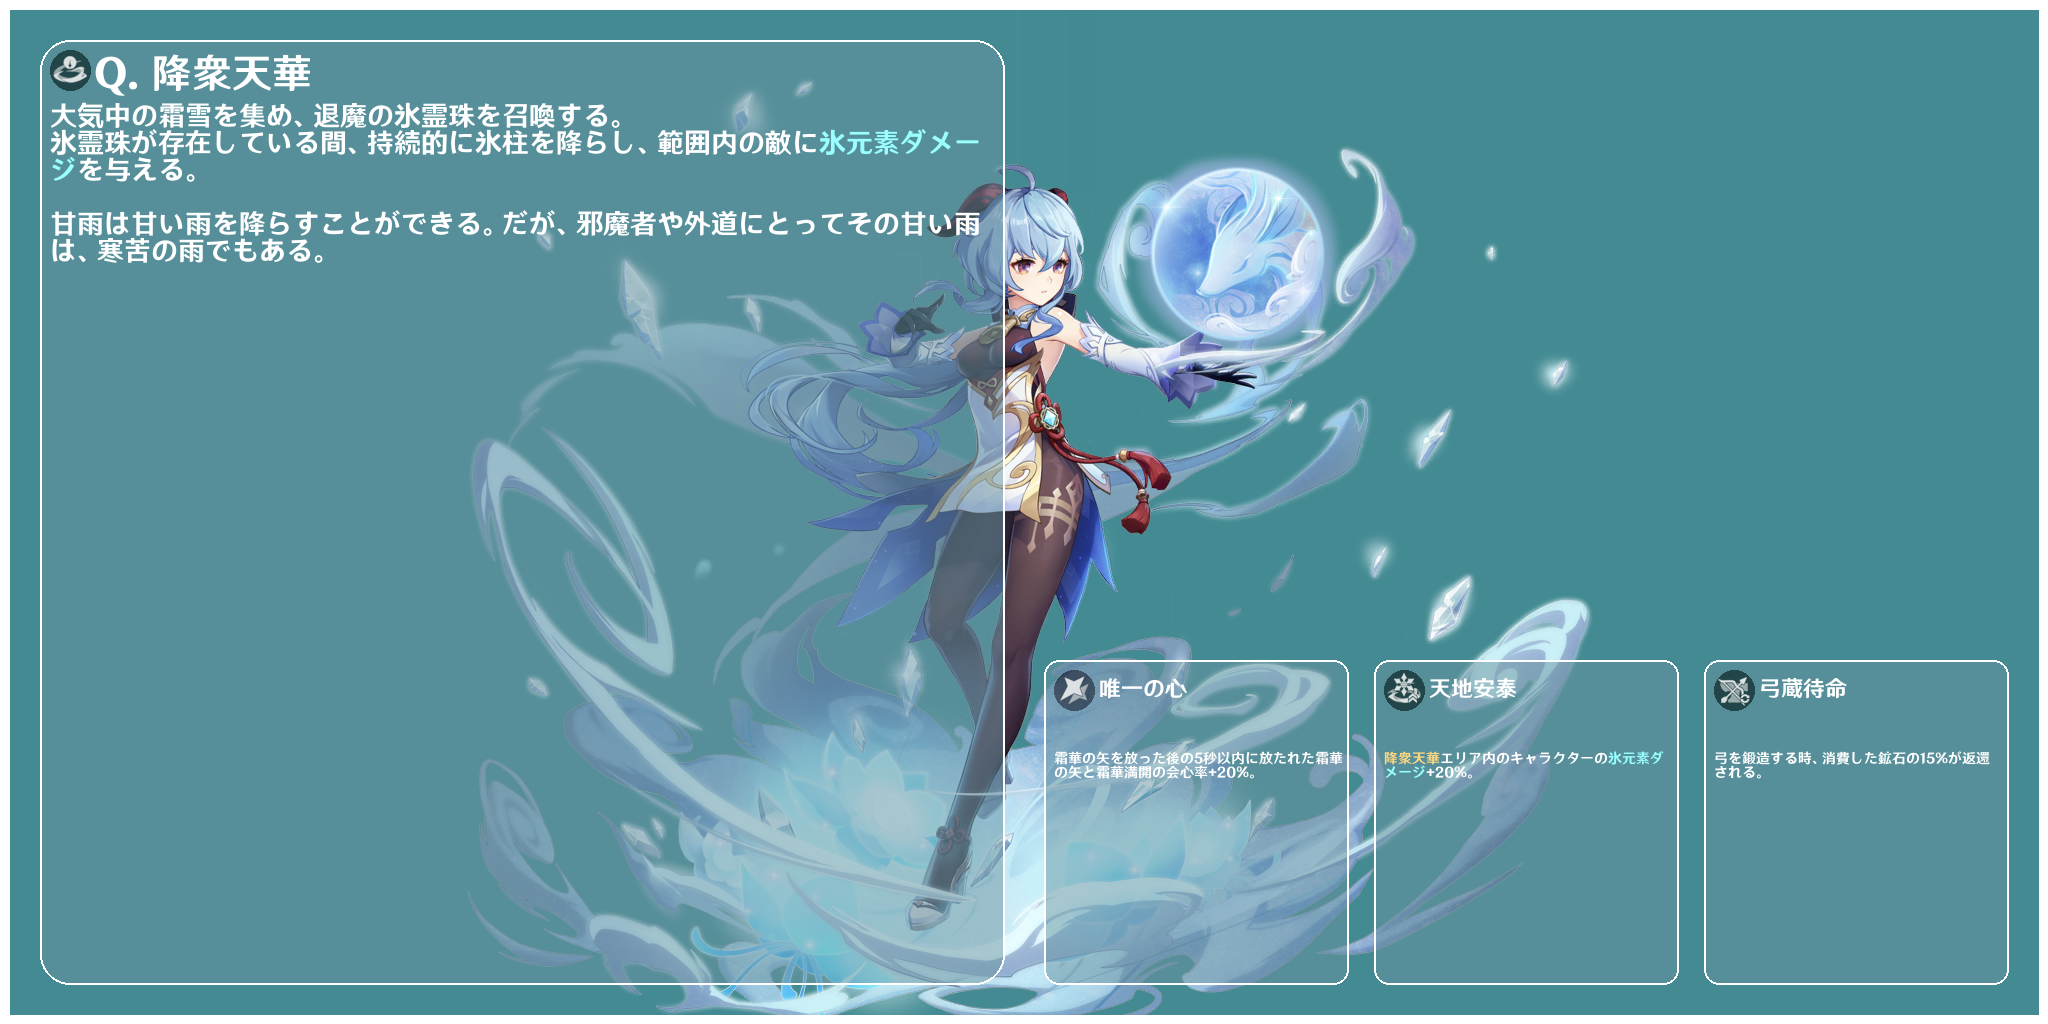 Q. 降衆天華
大気中の霜雪を集め、退魔の氷霊珠を召喚する。
氷霊珠が存在している間、持続的に氷柱を降らし、範囲内の敵に氷元素ダメー
ジを与える。
甘雨は甘い雨を降らすことができる。だが、邪魔者や外道にとってその甘い雨
は、寒苦の雨でもある。
唯一の心
霜華の矢を放った後の5秒以内に放たれた霜華
の矢と霜華満開の会心率+20%。
天地安泰
降衆天華エリア内のキャラクターの氷元素ダ
メージ+20%。
弓蔵待命
弓を鍛造する時、消費した鉱石の15%が返還
される。